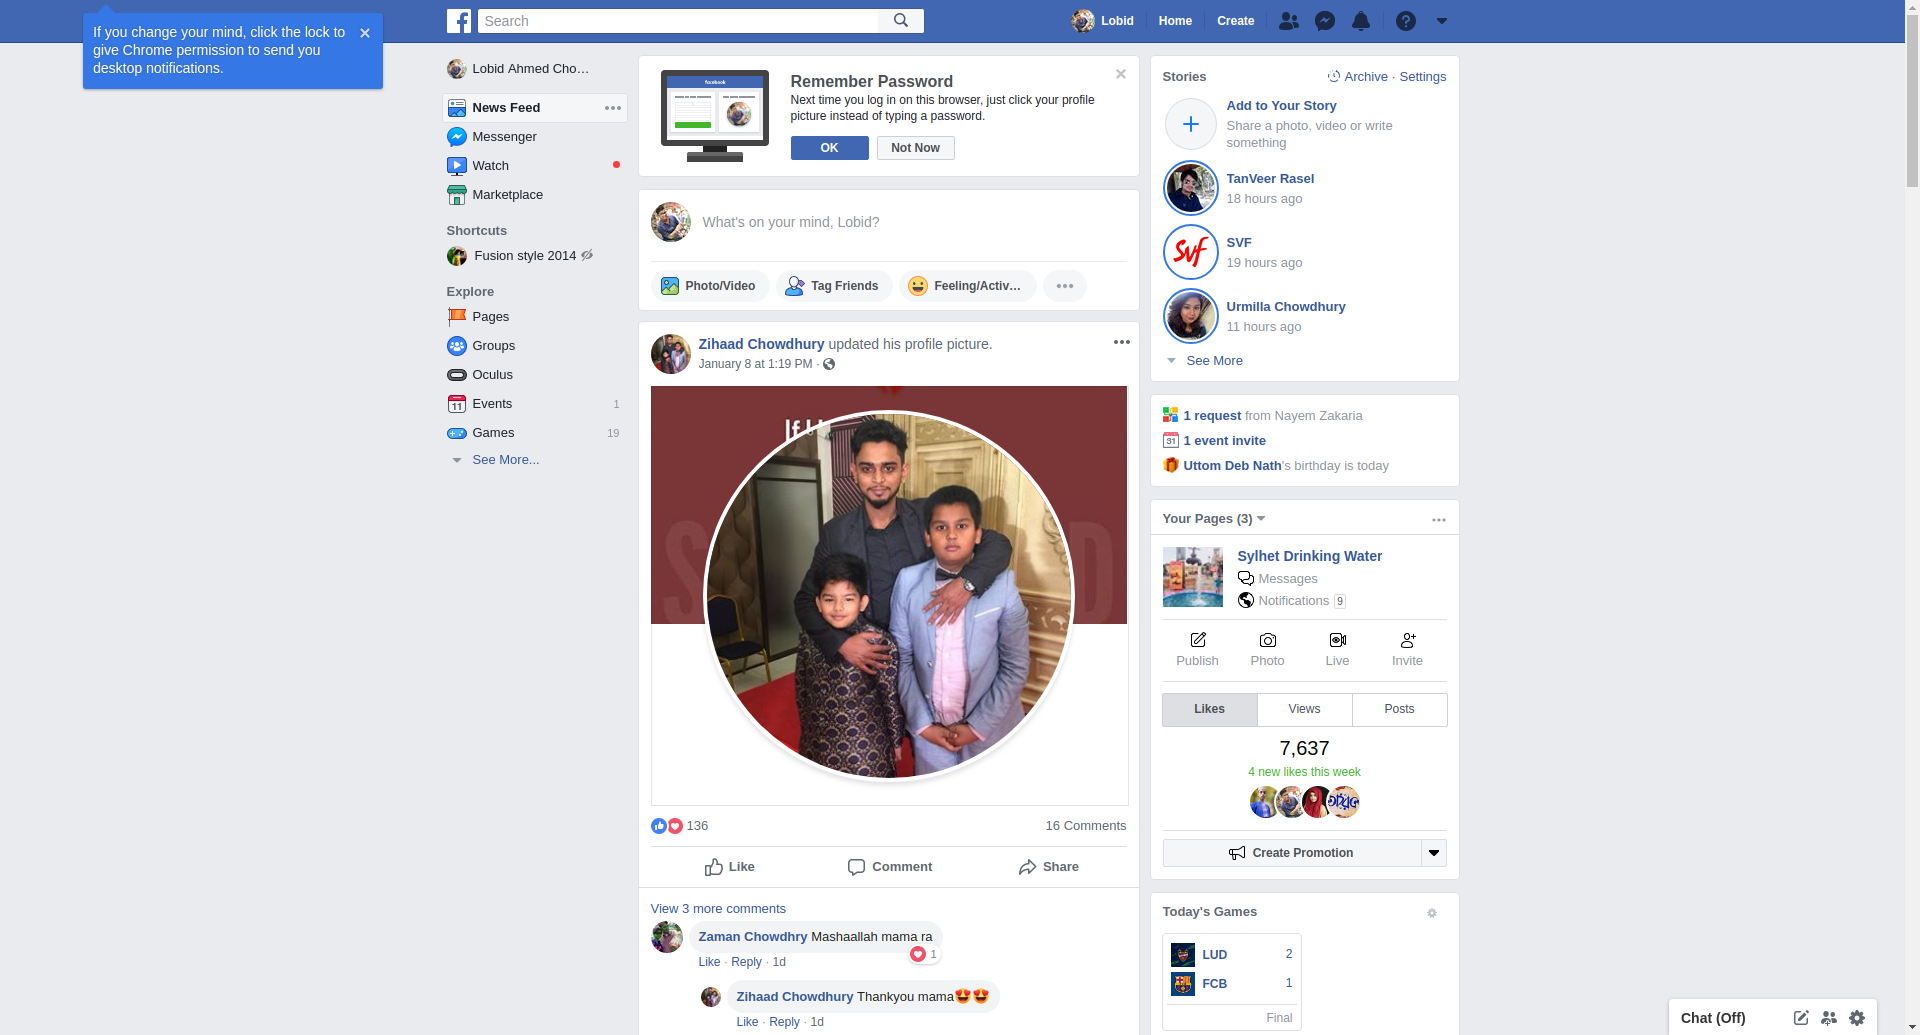 If you change your mind, click the lock to
give Chrome permission to send you
desktop notifications.
Search
Lobid
Home
Create
Lobid Ahmed Cho…
News Feed
Messenger
Watch
Marketplace
Shortcuts
Fusion style 2014
Explore
Pages
Groups
Oculus
Events 1
Games 19
See More...
facebook
Remember Password
Next time you log in on this browser, just click your profile
picture instead of typing a password.
OK
Not Now
What's on your mind, Lobid?
Photo/Video
Tag Friends
Feeling/Activ…
Zihaad Chowdhury updated his profile picture.
January 8 at 1:19 PM ·
If U
136
16 Comments
Like
Comment
Share
View 3 more comments
Zaman Chowdhry Mashaallah mama ra
1
Like · Reply · 1d
Zihaad Chowdhury Thankyou mama😍😍
Like · Reply · 1d
Stories
Archive · Settings
Add to Your Story
Share a photo, video or write
something
TanVeer Rasel
18 hours ago
SVF
SVF
19 hours ago
Urmilla Chowdhury
11 hours ago
See More
1 request from Nayem Zakaria
31
1 event invite
Uttom Deb Nath's birthday is today
Your Pages (3)
Sylhet Drinking Water
Messages
Notifications 9
Publish
Photo
Live
Invite
Likes
Views
Posts
7,637
4 new likes this week
Create Promotion
Today's Games
LUD 2
FCB 1
Final
Chat (Off)